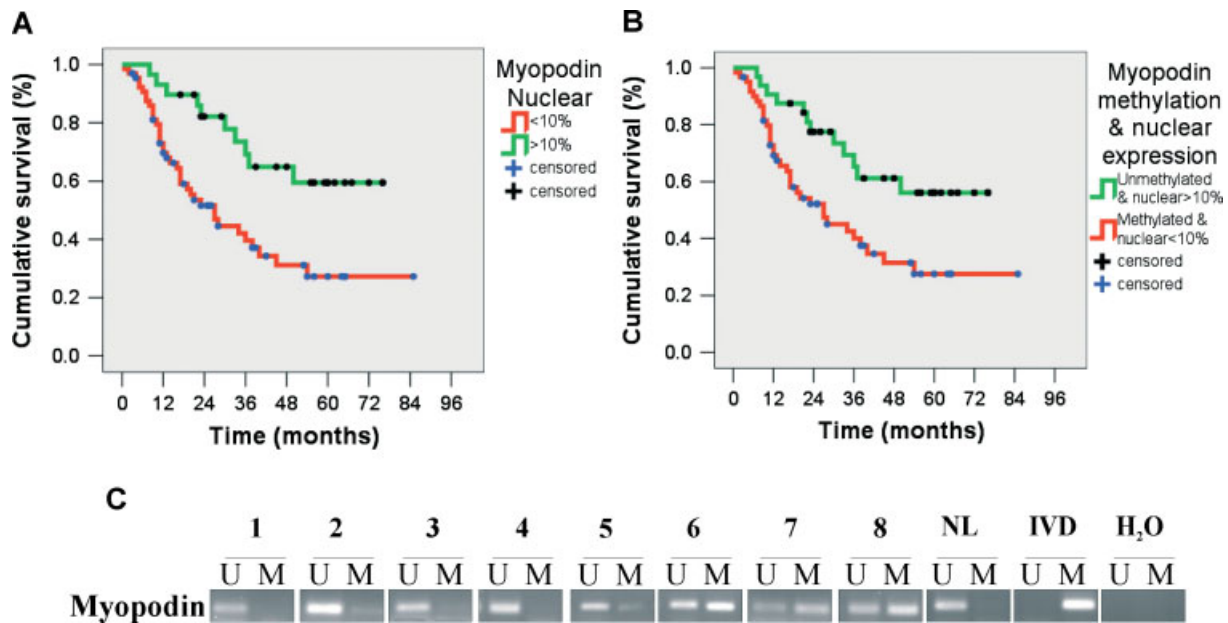 A
Cumulative survival (%)
1.0
0.8
0.6
0.4
0.2
0.0
0 12 24 36 48 60 72 84 96
Time (months)
Myopodin
Nuclear
<10%
>10%
censored
censored
B
Cumulative survival (%)
1.0
0.8
0.6
0.4
0.2
0.0
0 12 24 36 48 60 72 84 96
Time (months)
Myopodin
methylation
& nuclear
expression
Unmethylated
& nuclear>10%
Methylated &
nuclear<10%
censored
censored
C
1 2 3 4 5 6 7 8 NL IVD H₂O
U M U M U M U M U M U M U M U M U M U M U M
Myopodin